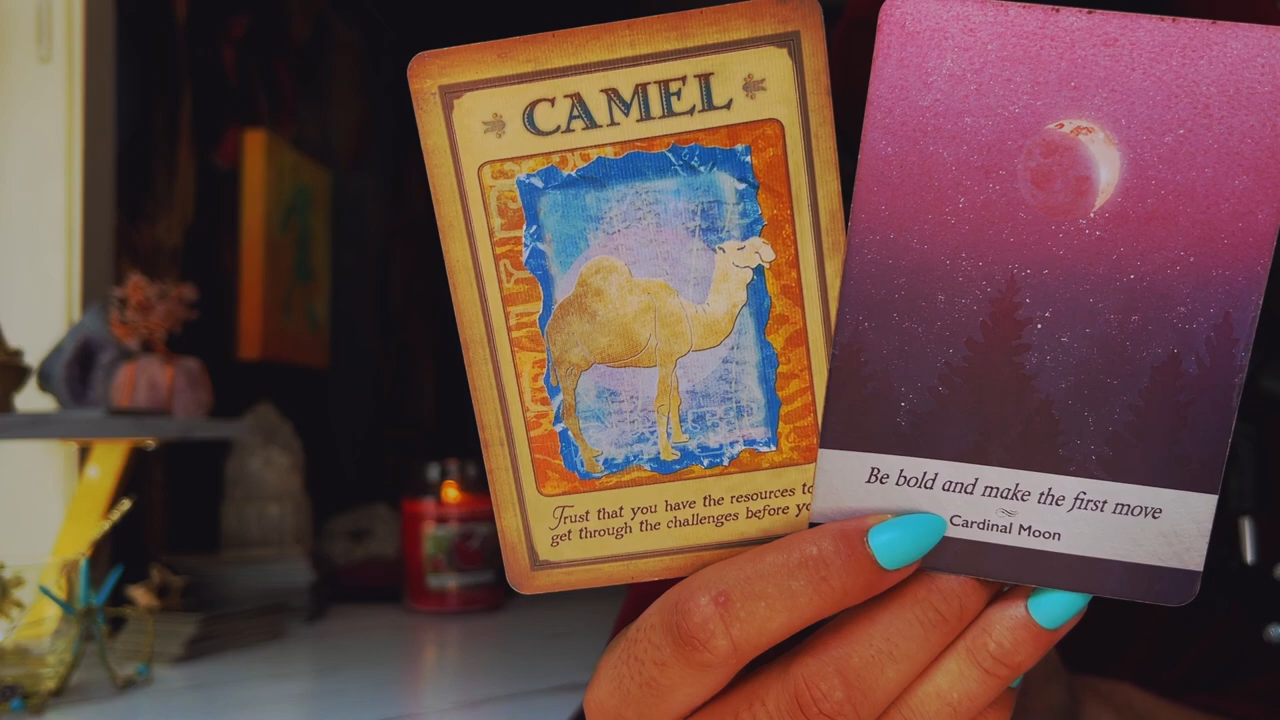 CAMEL
Trust that you have the resources to
get through the challenges before
Be bold and make the first move
Cardinal Moon